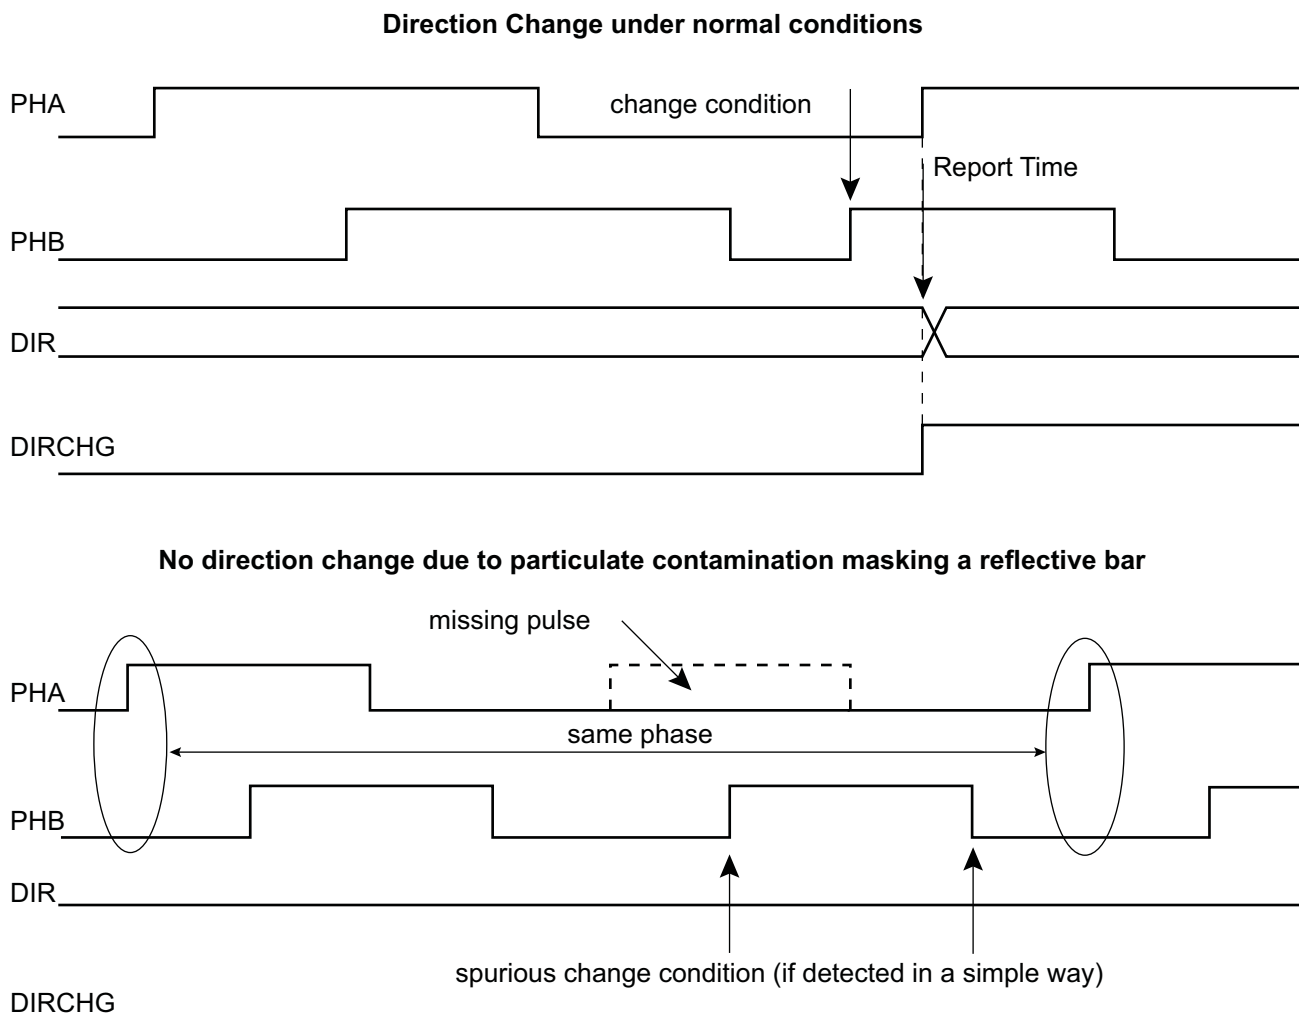 Direction Change under normal conditions
PHA
change condition
Report Time
PHB
DIR
DIRCHG
No direction change due to particulate contamination masking a reflective bar
missing pulse
PHA
same phase
PHB
DIR
spurious change condition (if detected in a simple way)
DIRCHG